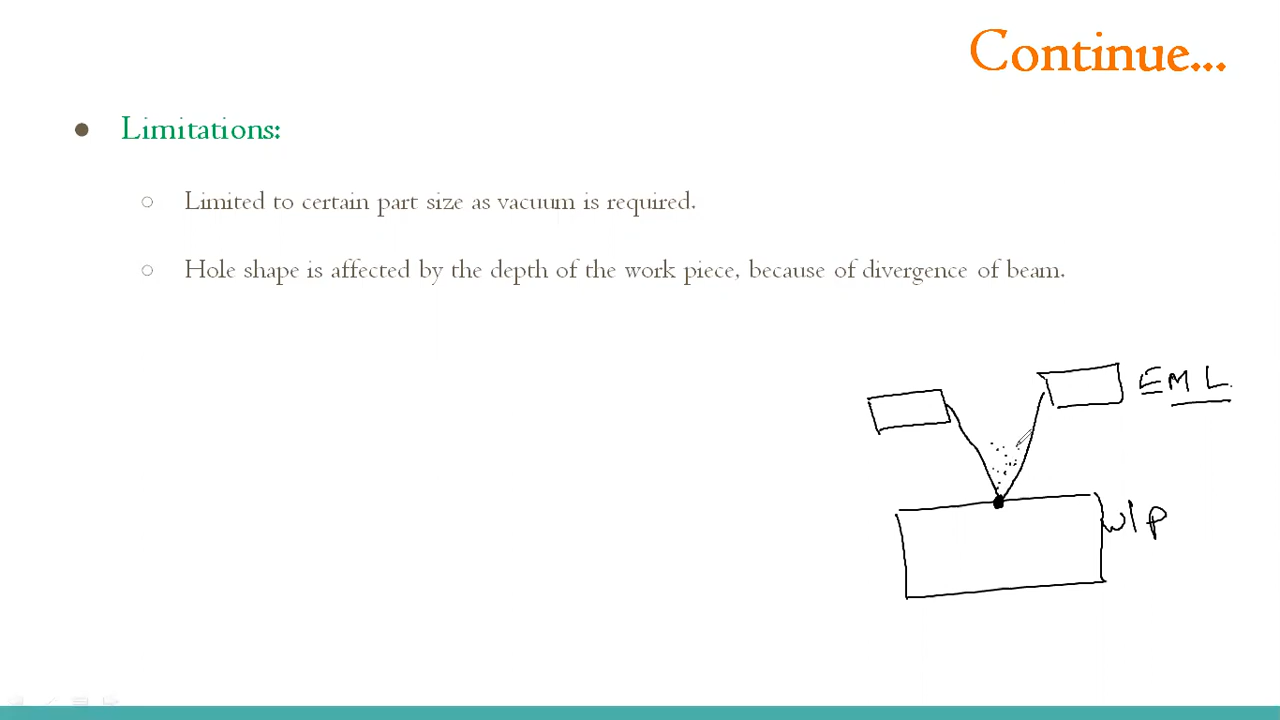 Continue...
Limitations:
Limited to certain part size as vacuum is required.
Hole shape is affected by the depth of the work piece, because of divergence of beam.
EML
W/P